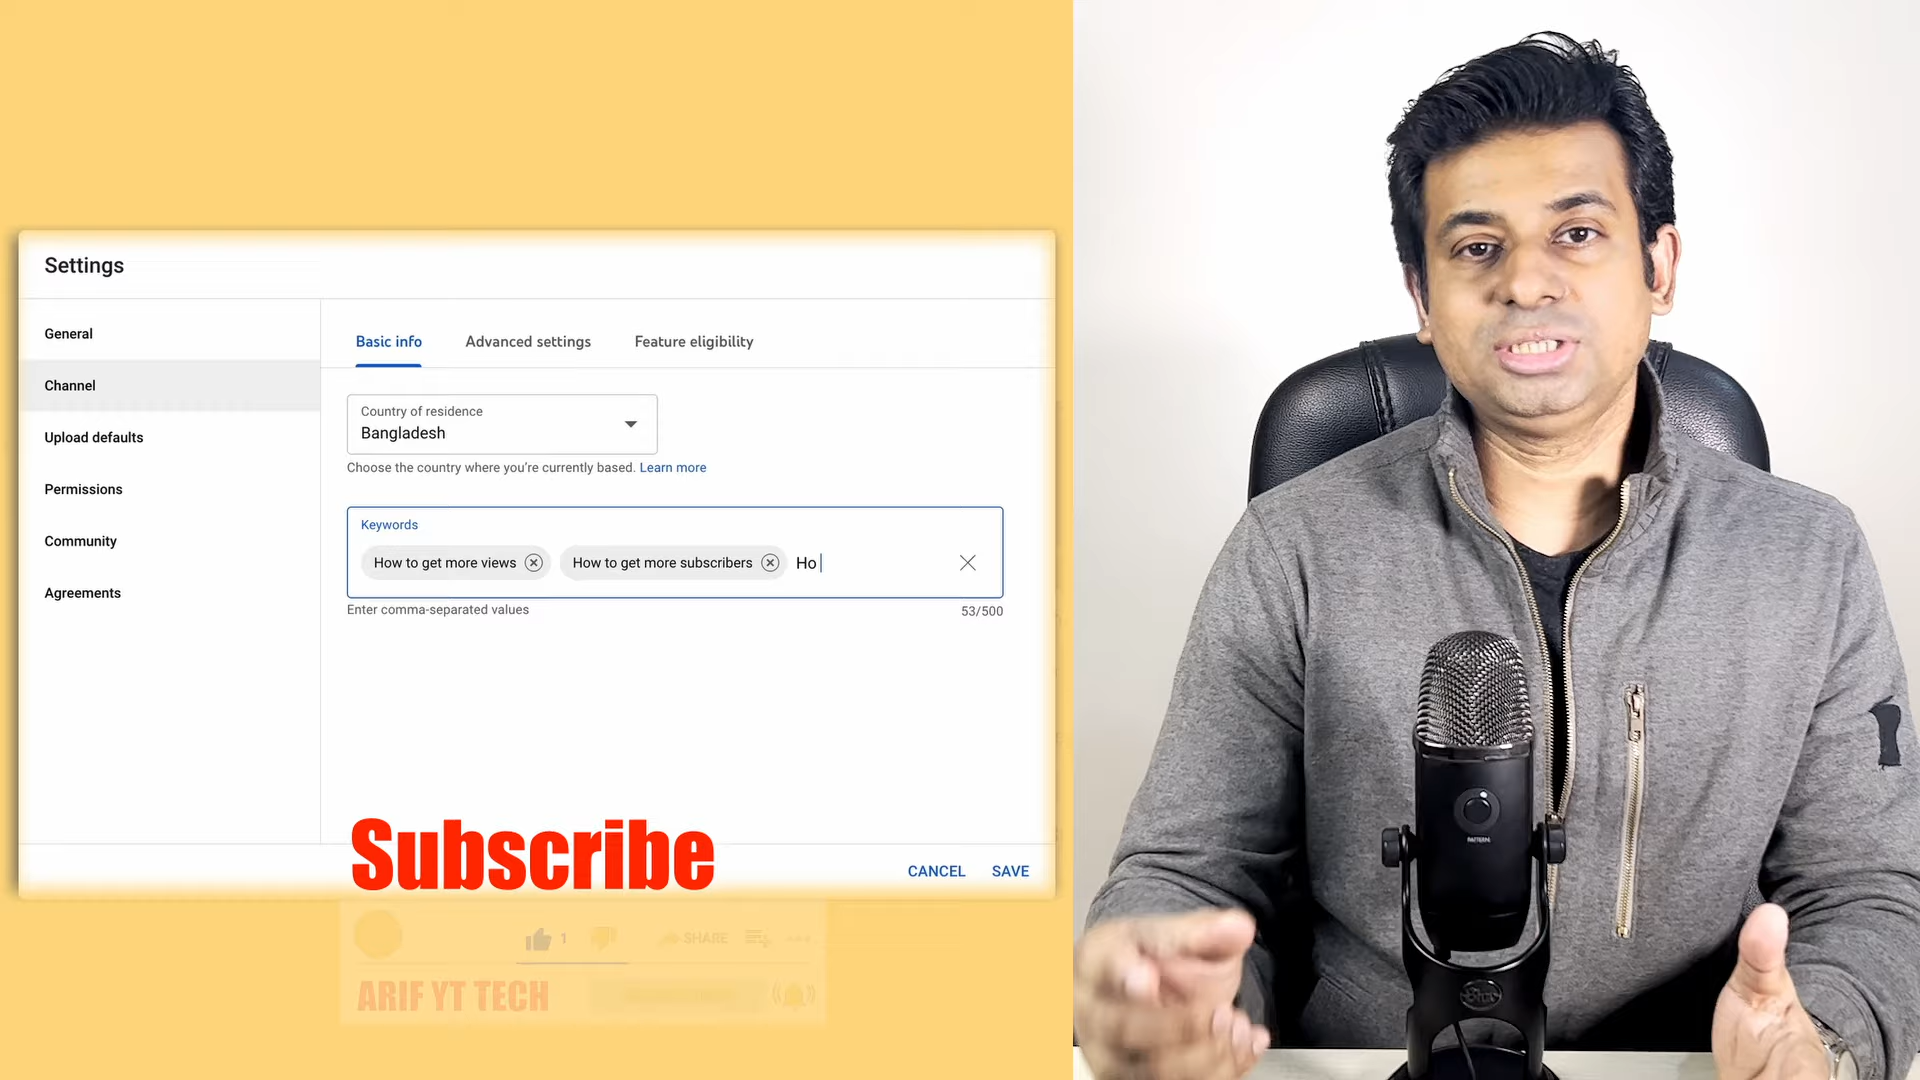 Settings
General
Channel
Upload defaults
Permissions
Community
Agreements
Basic info
Advanced settings
Feature eligibility
Country of residence
Bangladesh
Choose the country where you're currently based. Learn more
Keywords
How to get more views
How to get more subscribers
Ho
Enter comma-separated values
53/500
CANCEL
SAVE
Subscribe
1
SHARE
ARIF YT TECH
PATTERN
Blue